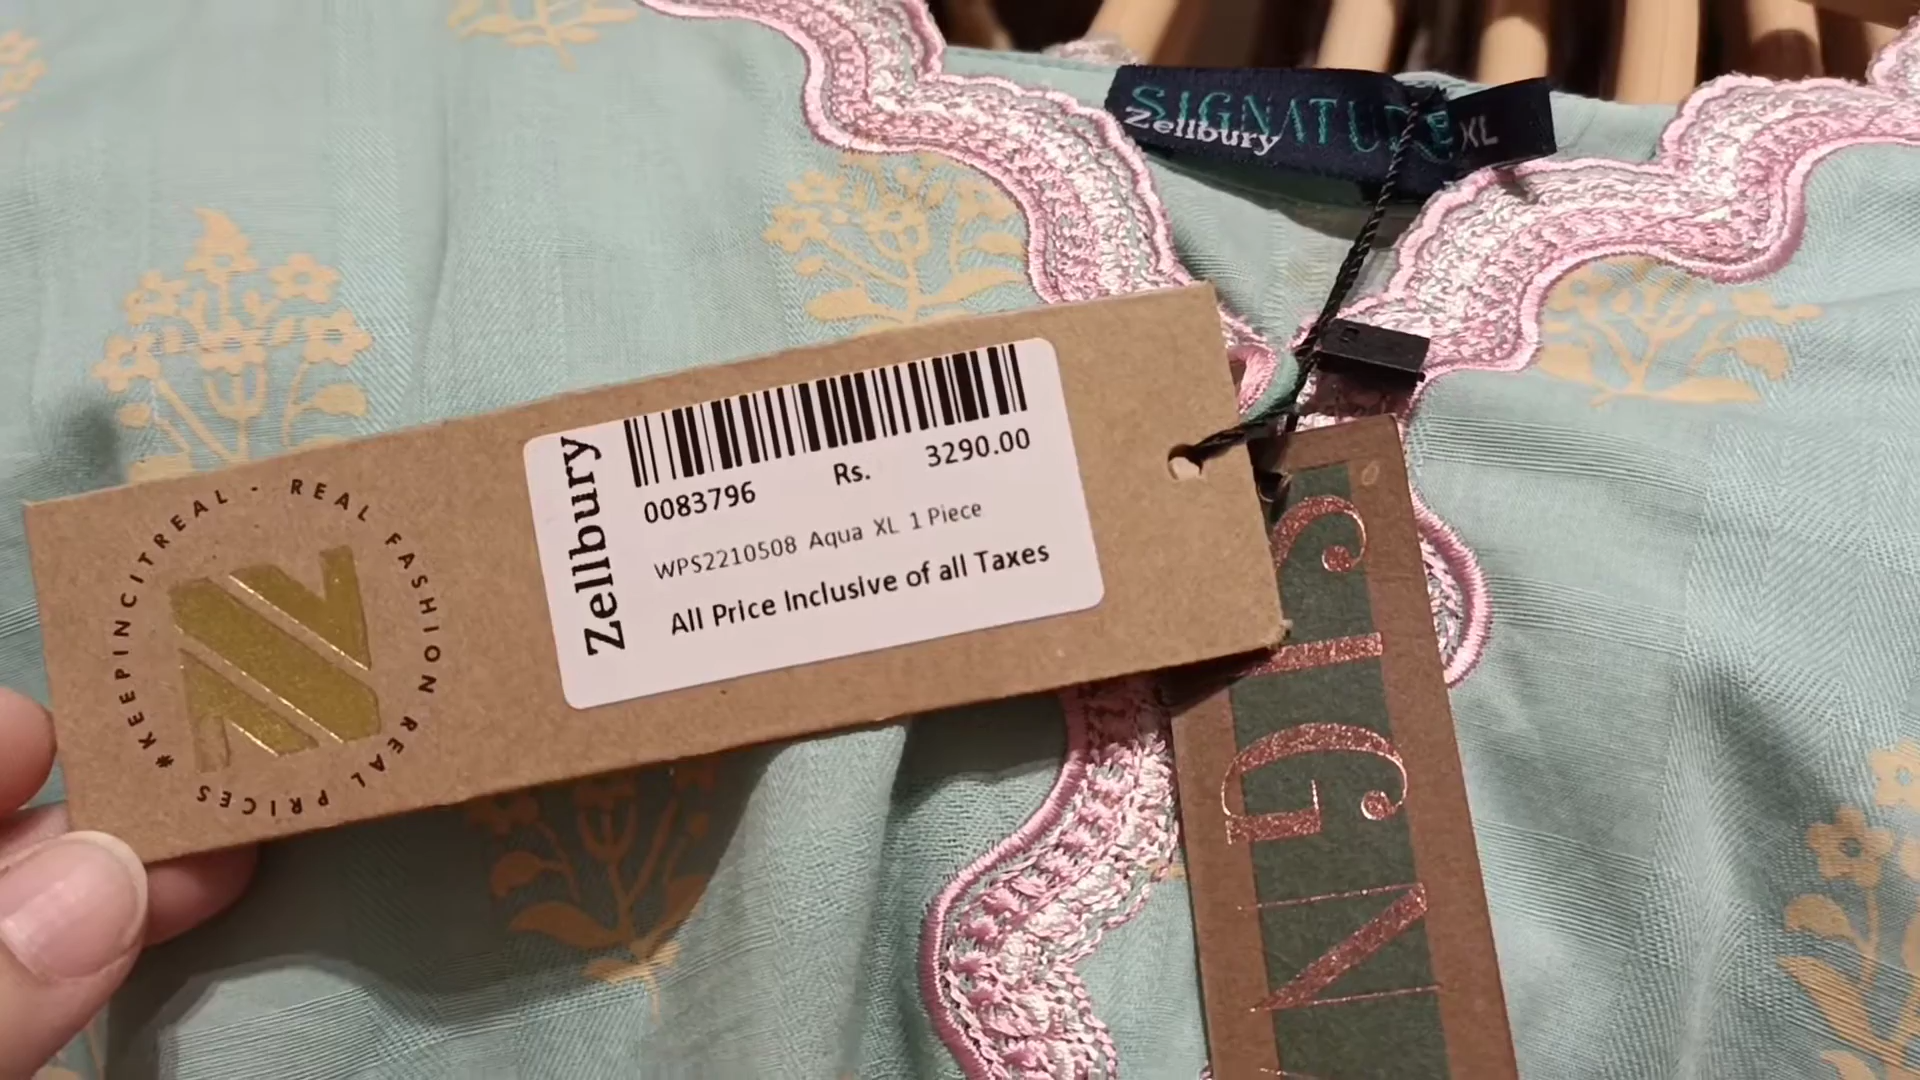 SIGNATURE
Zellbury
XL
Zellbury
0083796 Rs. 3290.00
WPS2210508 Aqua XL 1 Piece
All Price Inclusive of all Taxes
*KEEPINCITREAL - REAL FASHION REAL PRICES
SIGN